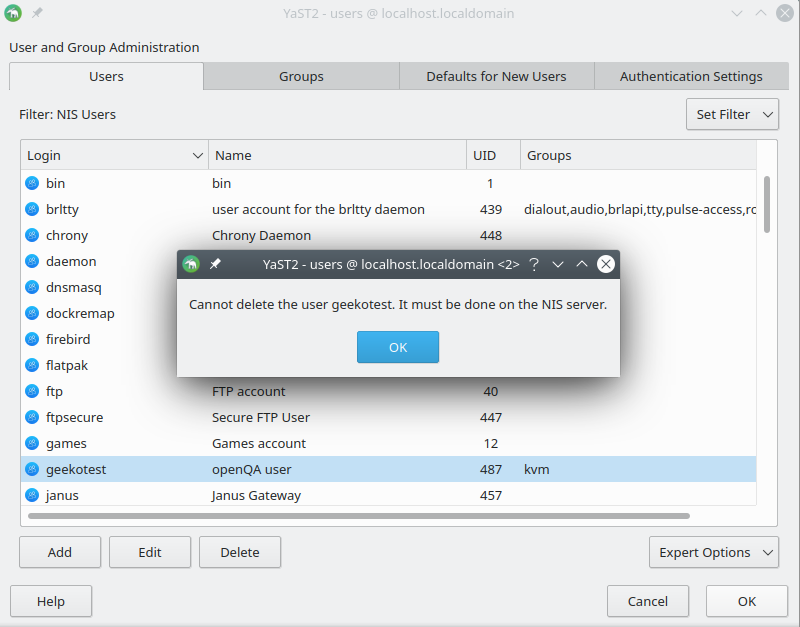 YaST2 - users @ localhost.localdomain
User and Group Administration
Users Groups Defaults for New Users Authentication Settings
Filter: NIS Users Set Filter
Login Name UID Groups
bin bin 1
brltty user account for the brltty daemon 439 dialout,audio,brlapi,tty,pulse-access,ro
chrony Chrony Daemon 448
daemon
dnsmasq
dockremap
firebird
flatpak
ftp FTP account 40
ftpsecure Secure FTP User 447
games Games account 12
geekotest openQA user 487 kvm
janus Janus Gateway 457
YaST2 - users @ localhost.localdomain <2> ?
Cannot delete the user geekotest. It must be done on the NIS server.
OK
Add Edit Delete Expert Options
Help Cancel OK